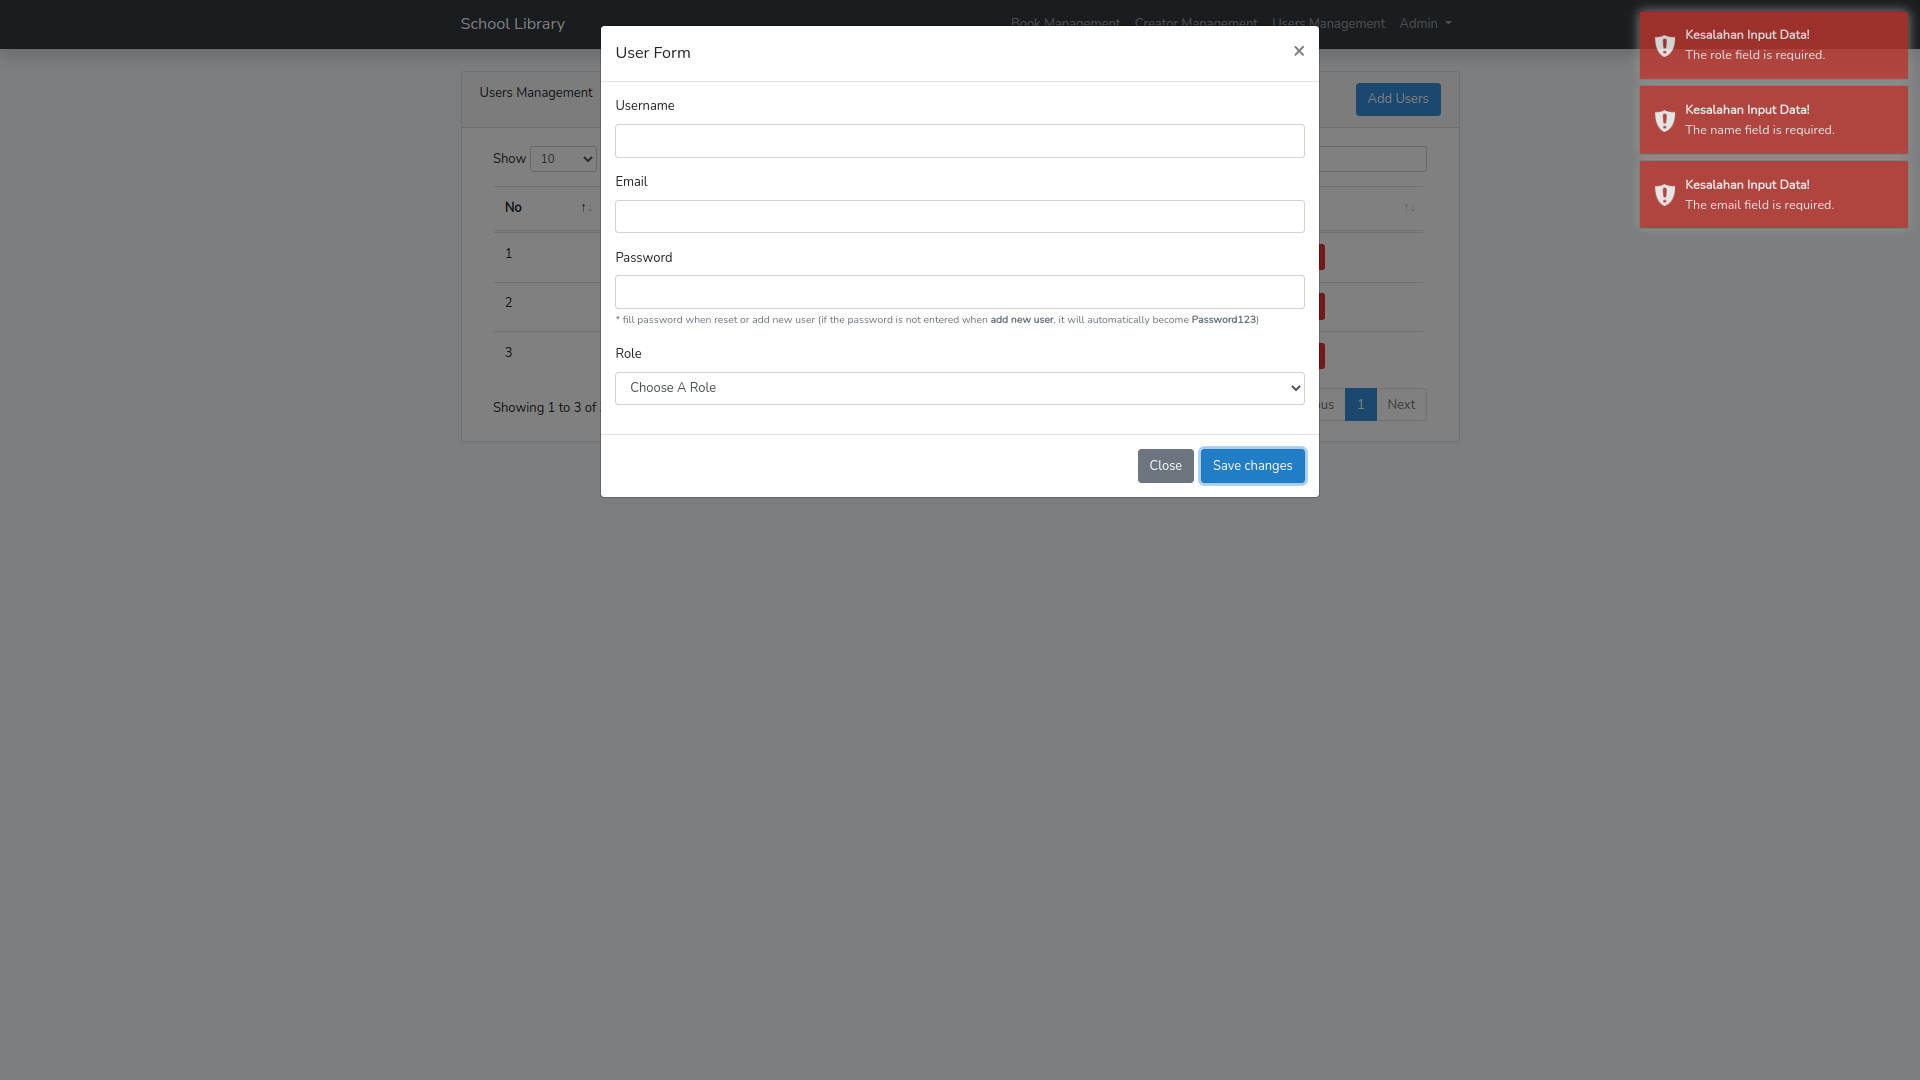 School Library
Book Management Creator Management Users Management Admin
User Form ×
Users Management
Add Users
Username
Show 10
Email
No ↑↓ ↑↓
1
Password
2
* fill password when reset or add new user (if the password is not entered when add new user, it will automatically become Password123)
3
Role
Choose A Role
Showing 1 to 3 of
1 Next
Close Save changes
Kesalahan Input Data!
The role field is required.
Kesalahan Input Data!
The name field is required.
Kesalahan Input Data!
The email field is required.